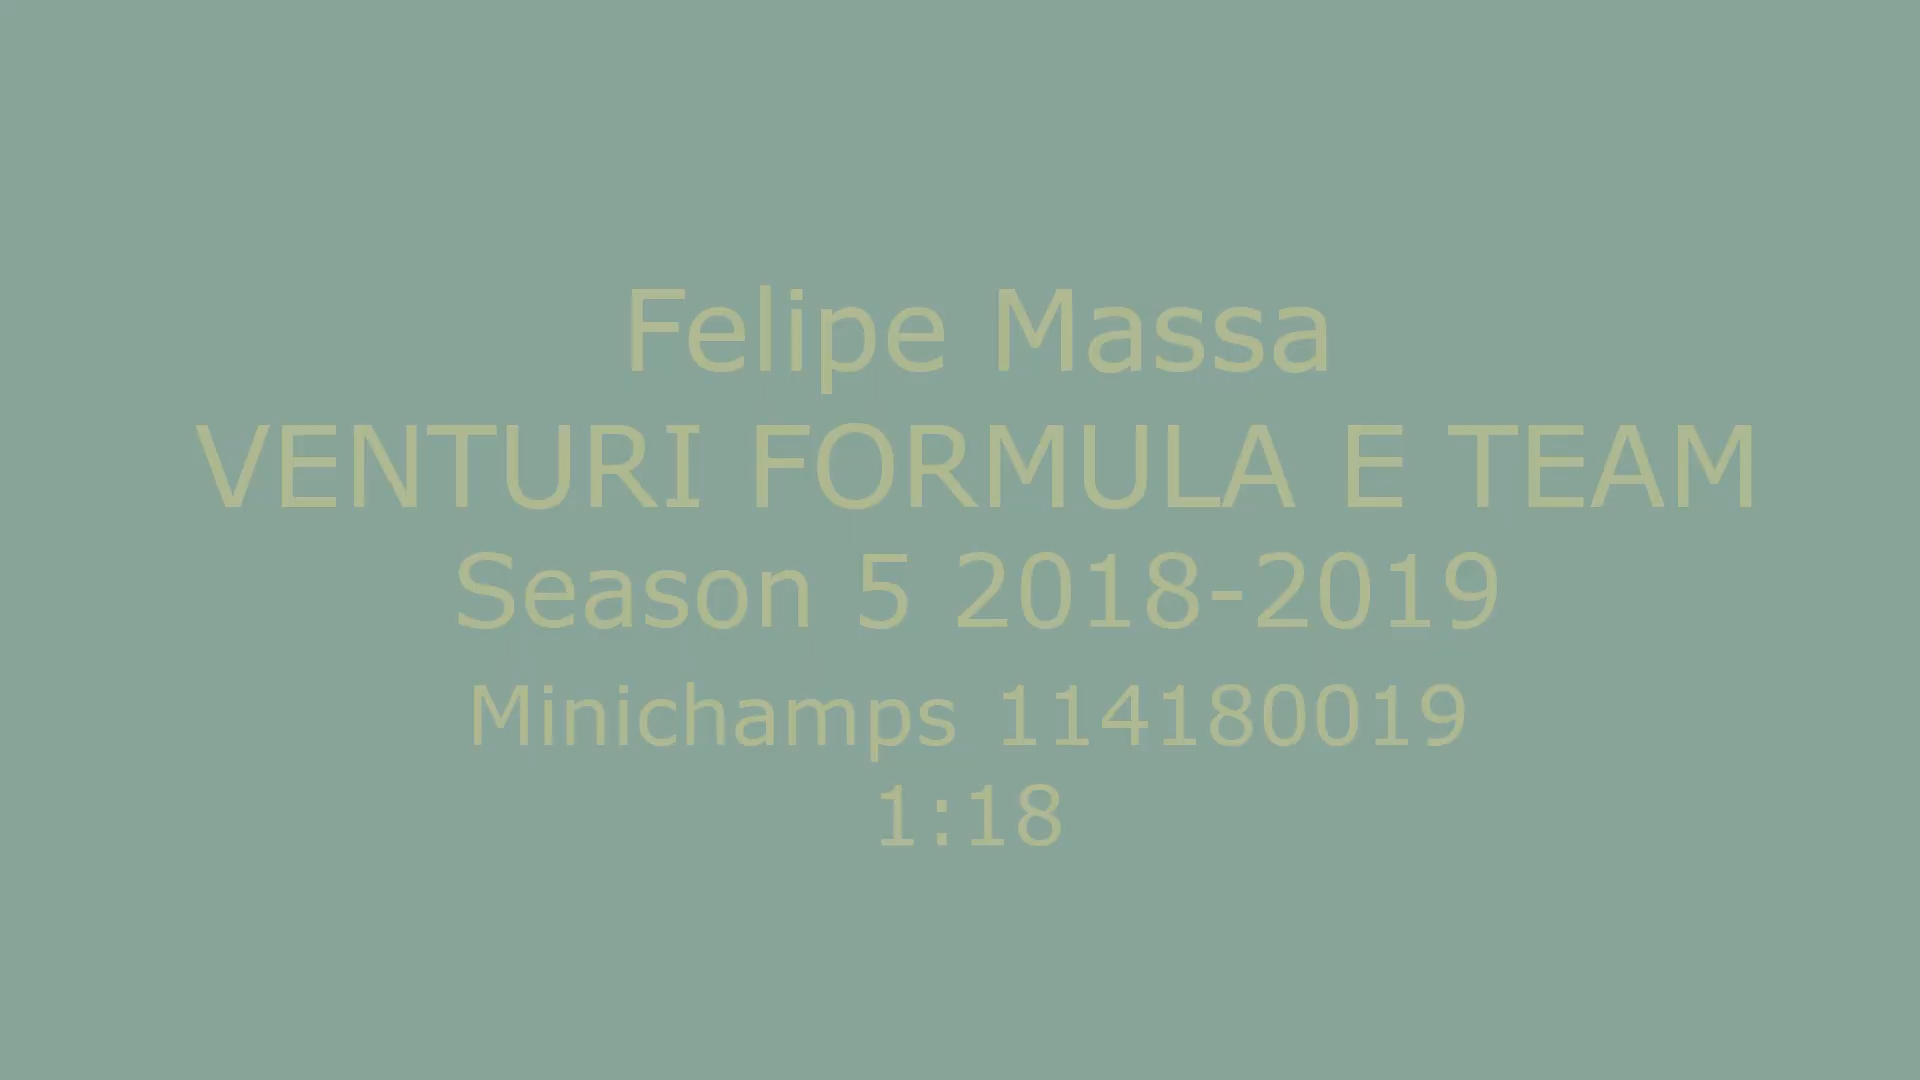 Felipe Massa
VENTURI FORMULA E TEAM
Season 5 2018-2019
Minichamps 114180019
1:18